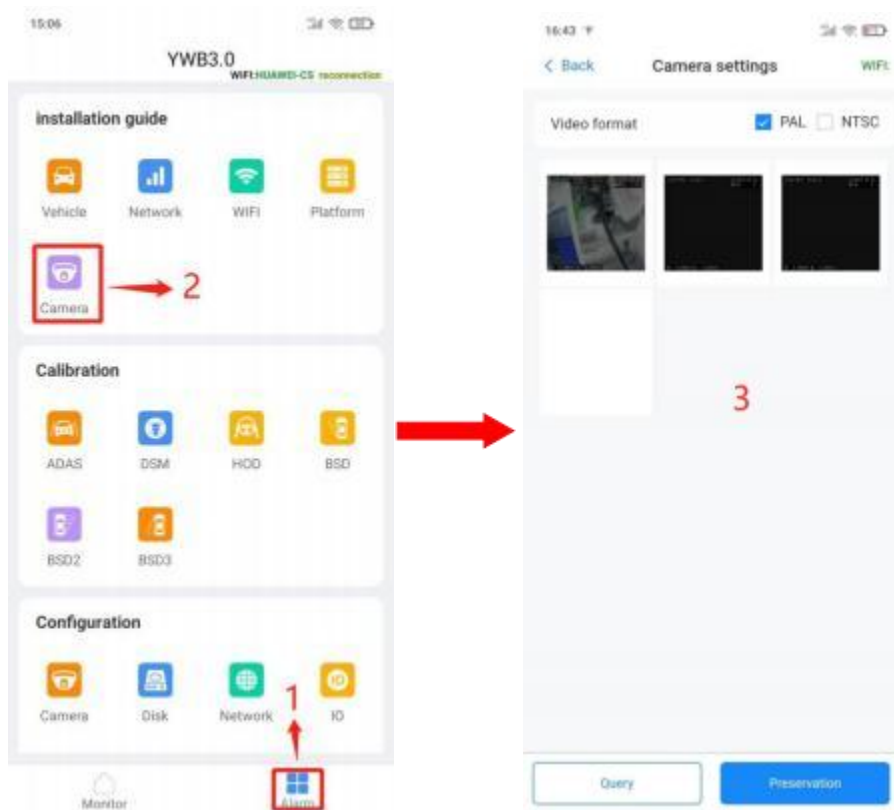 15:06
YWB3.0
WIFI:HUAWEI-CS reconnection
installation guide
Vehicle Network WIFI Platform
Camera
2
Calibration
ADAS DSM HOD BSD
BSD2 BSD3
Configuration
Camera Disk Network IO
1
Monitor Alarm
16:43
< Back Camera settings WIFI:
Video format PAL NTSC
3
Query Preservation